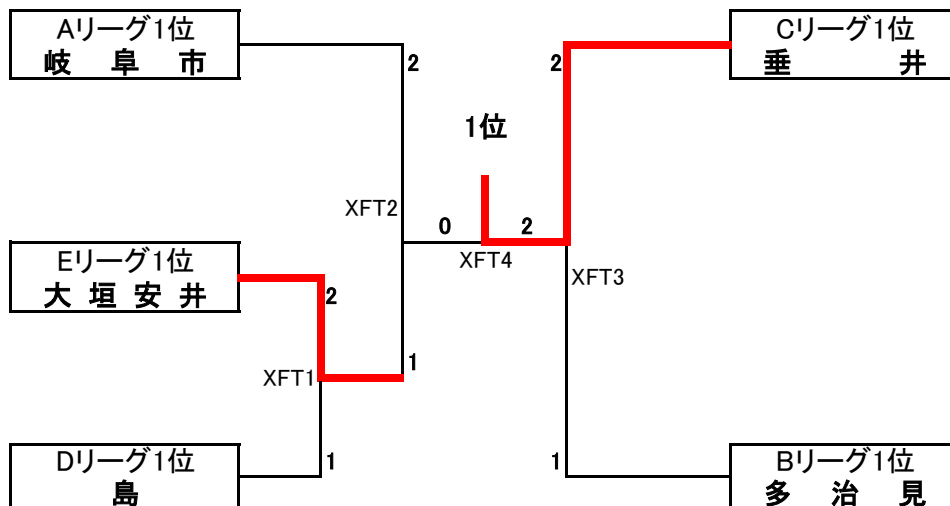 Aリーグ1位
岐阜市
Cリーグ1位
垂井
2
2
1位
XFT2
0
2
XFT4
Eリーグ1位
大垣安井
XFT3
2
1
XFT1
Dリーグ1位
島
1
1
Bリーグ1位
多治見